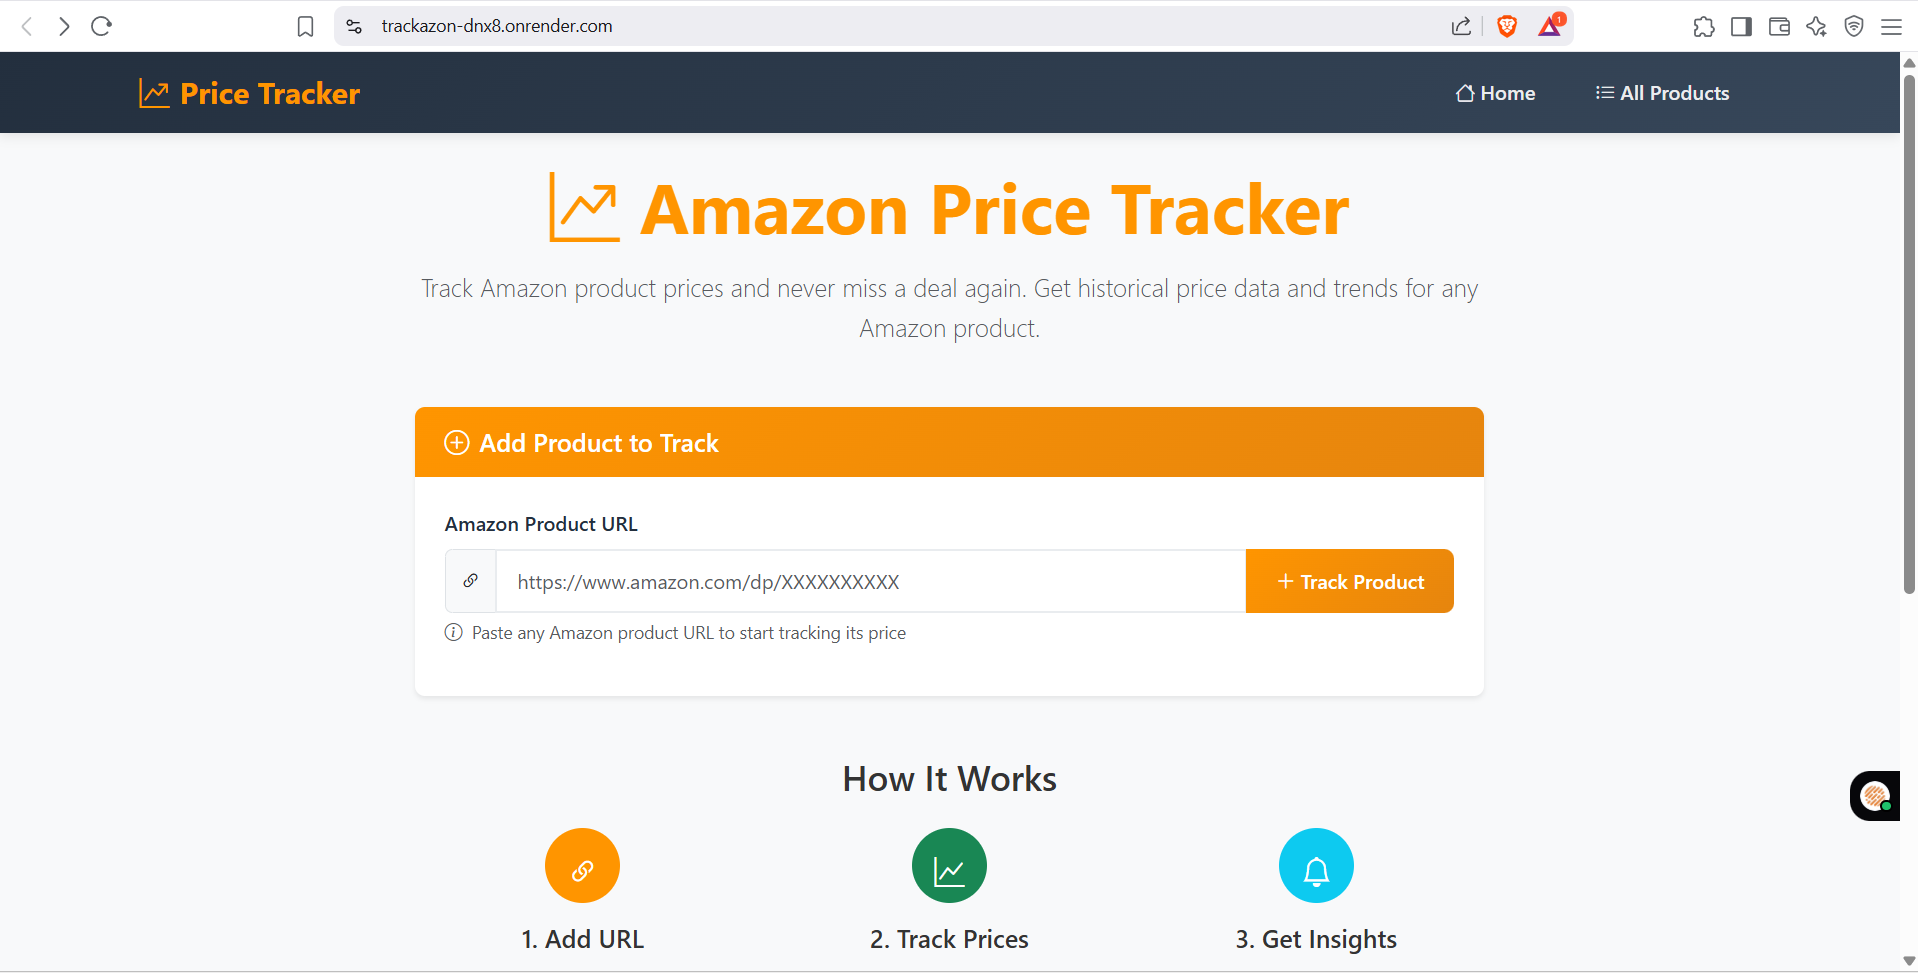 trackazon-dnx8.onrender.com
1
Price Tracker
Home
All Products
Amazon Price Tracker
Track Amazon product prices and never miss a deal again. Get historical price data and trends for any
Amazon product.
Add Product to Track
Amazon Product URL
https://www.amazon.com/dp/XXXXXXXXXX
+ Track Product
Paste any Amazon product URL to start tracking its price
How It Works
1. Add URL
2. Track Prices
3. Get Insights